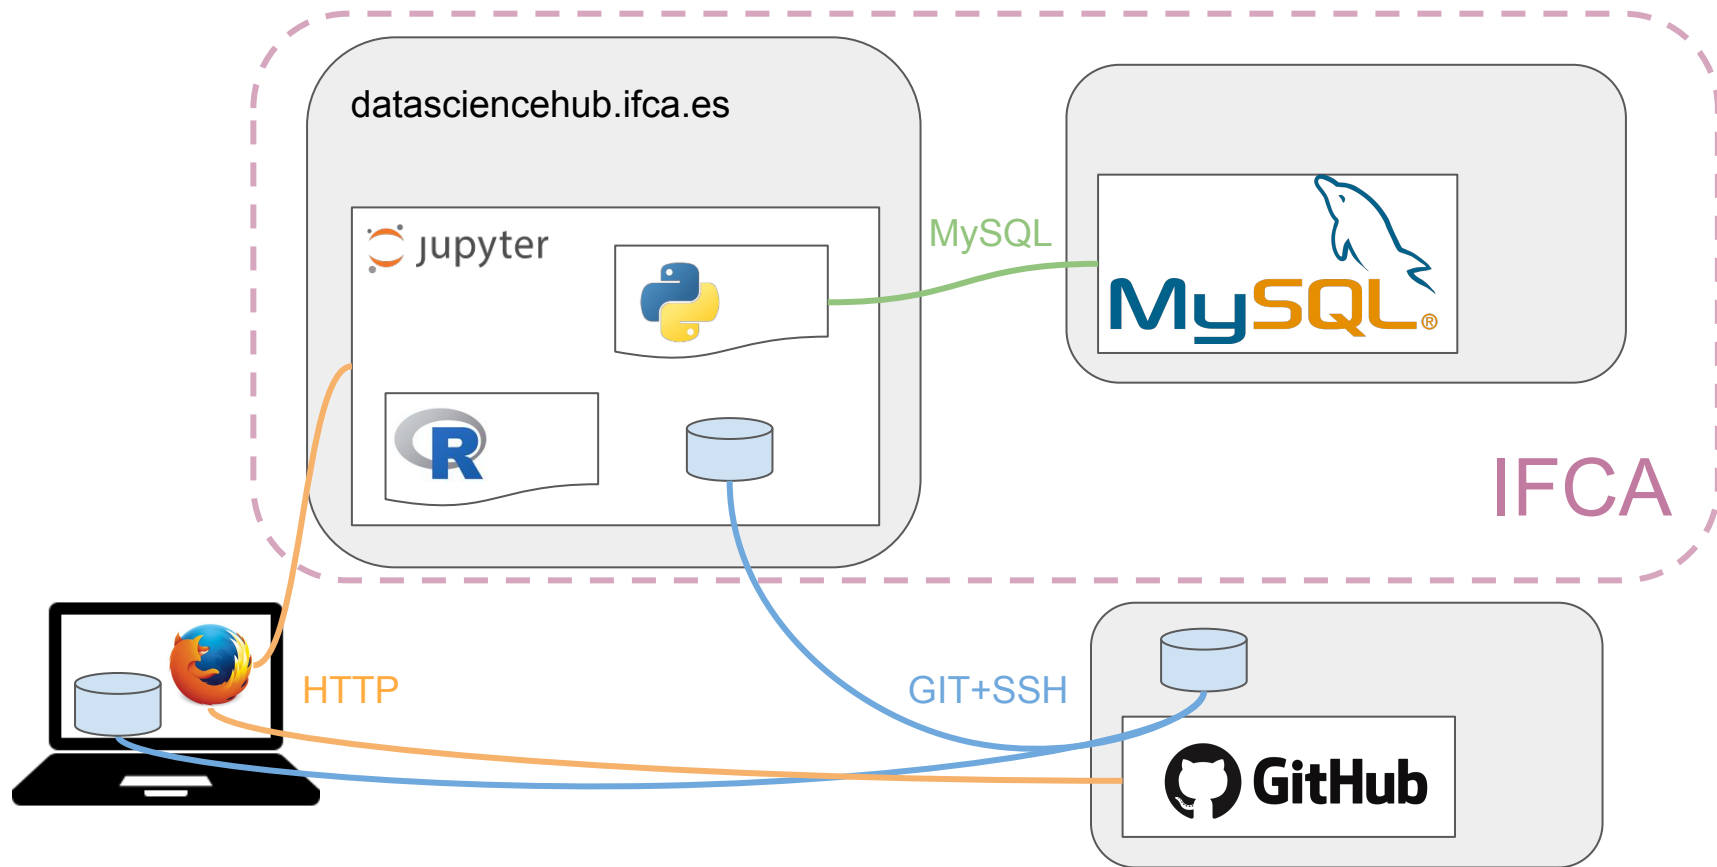 datasciencehub.ifca.es
jupyter
MySQL
MySQL®
R
IFCA
HTTP
GIT+SSH
GitHub